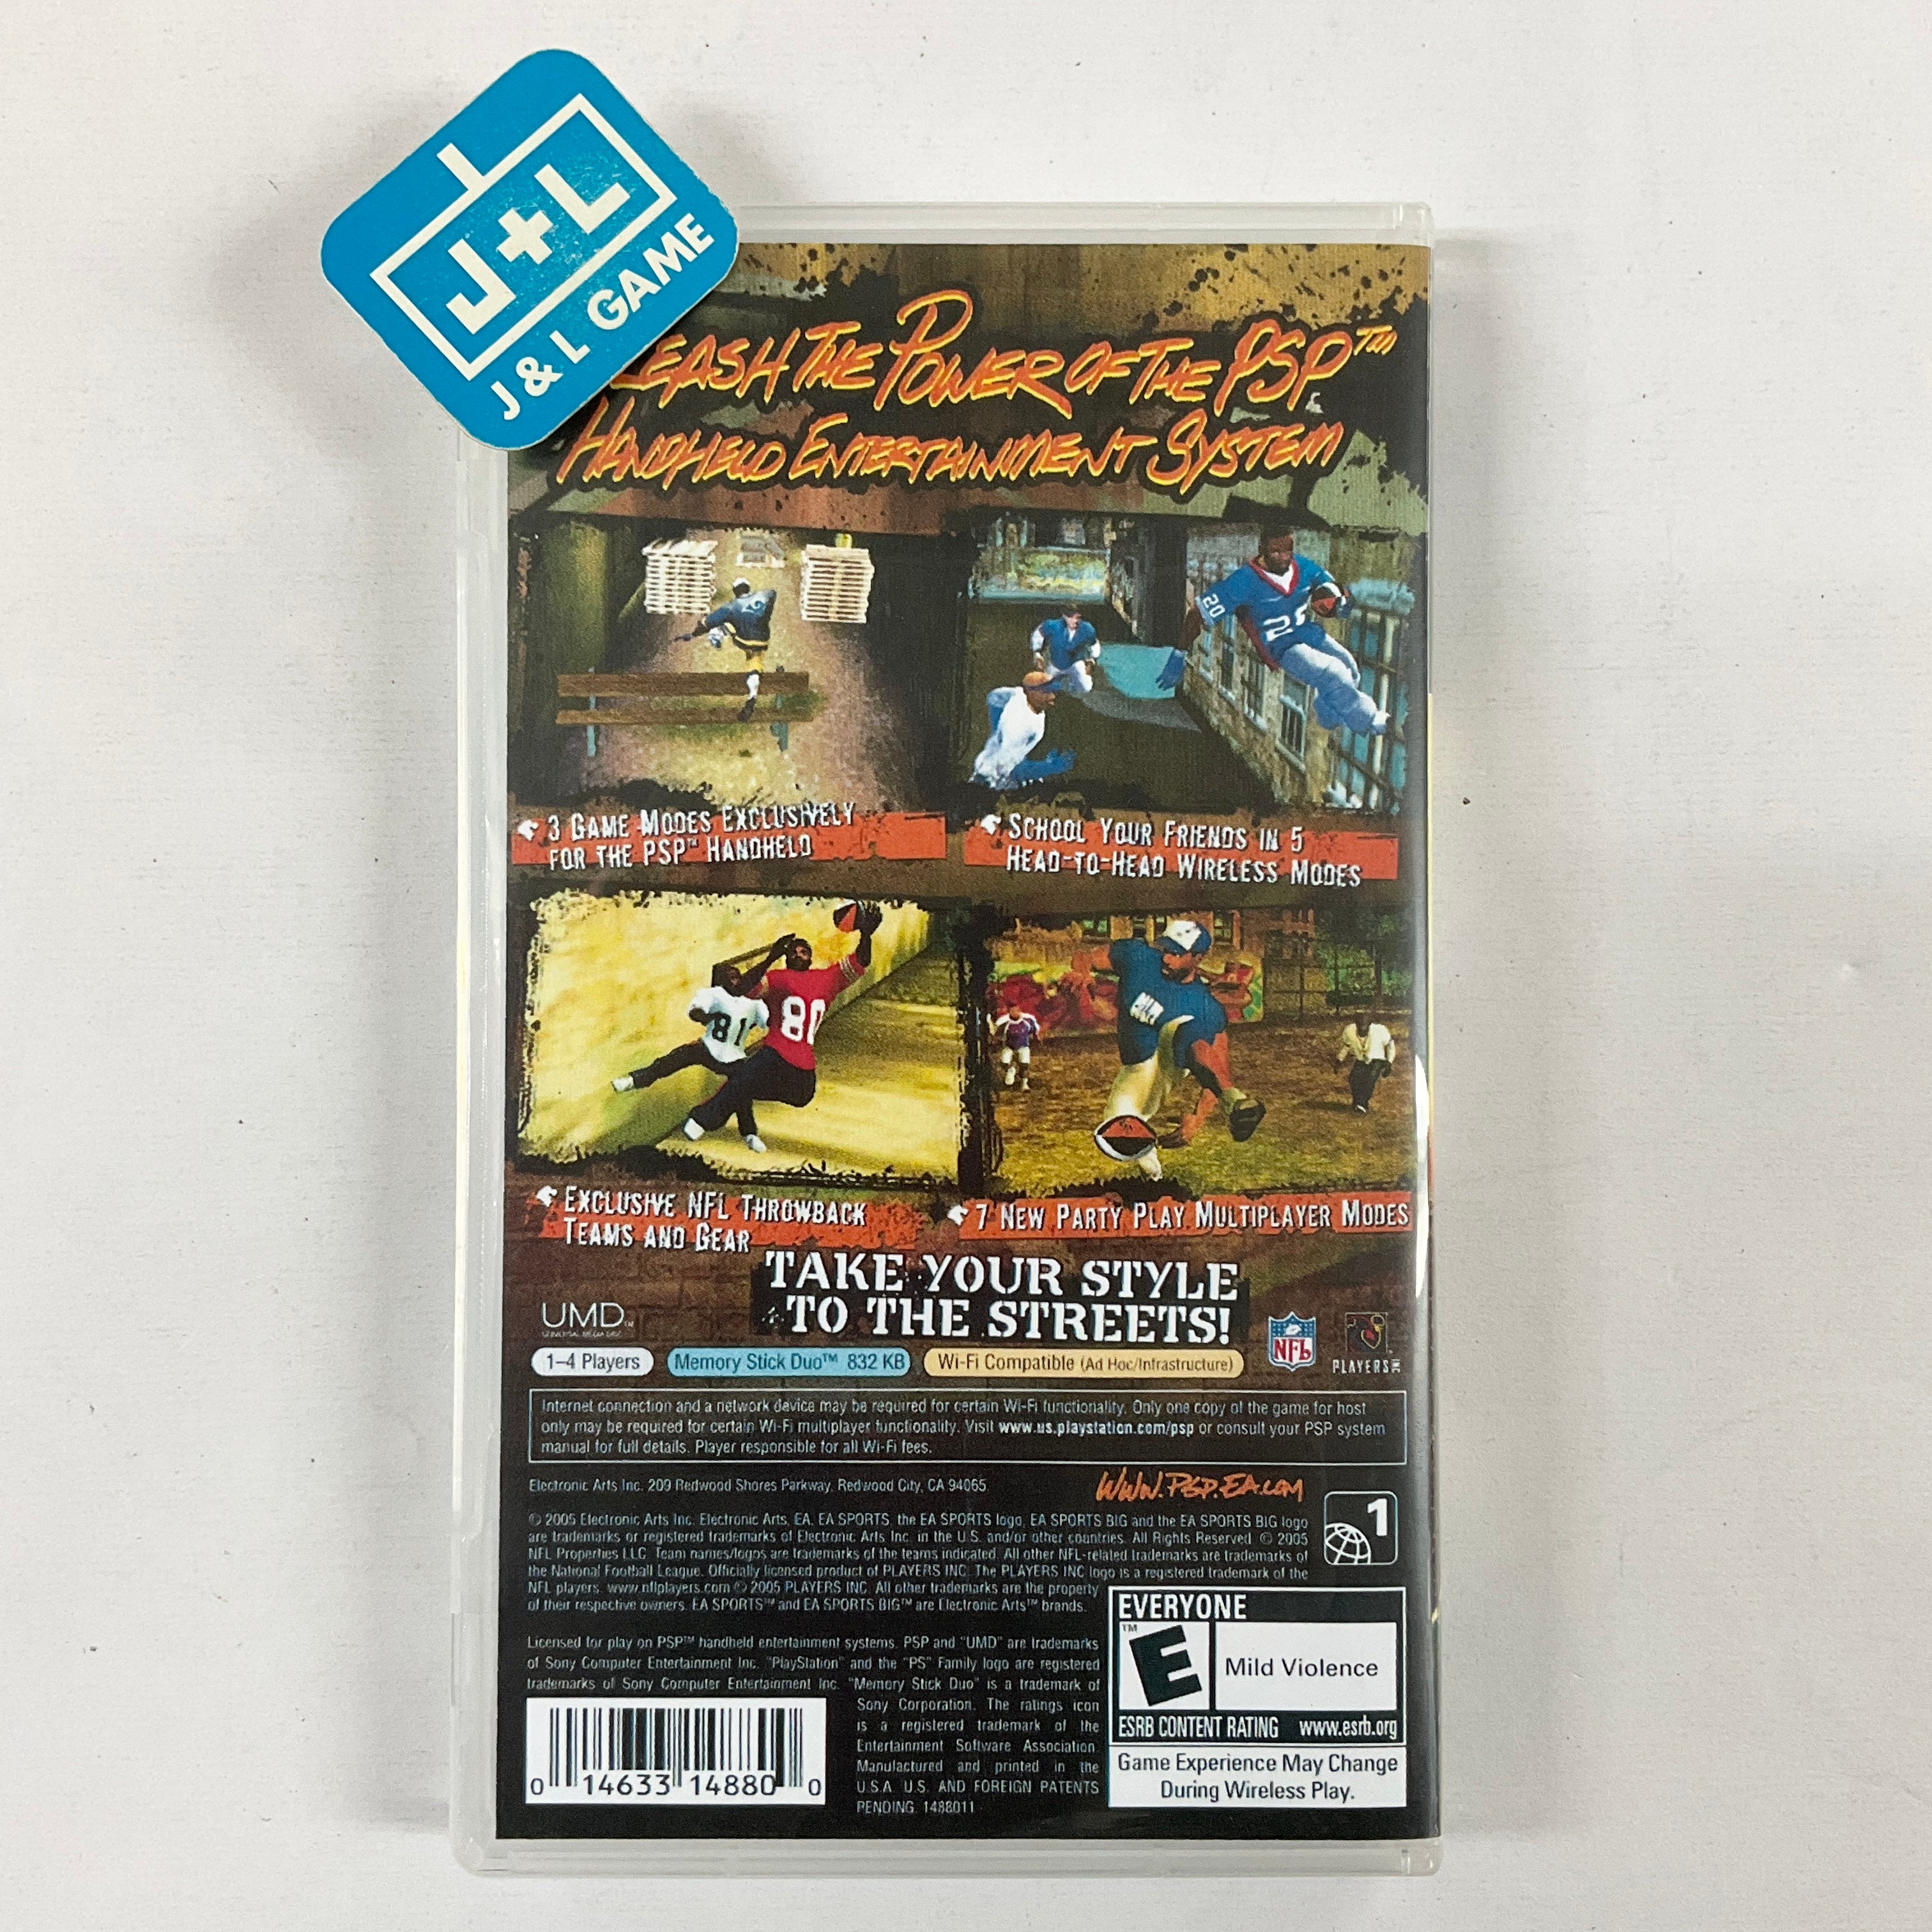 J+L
J & L GAME
LEASH THE POWER OF THE PSP™
HANDHELD ENTERTAINMENT SYSTEM
20
81
80
3 GAME MODES EXCLUSIVELY
FOR THE PSP™ HANDHELD
SCHOOL YOUR FRIENDS IN 5
HEAD-TO-HEAD WIRELESS MODES
EXCLUSIVE NFL THROWBACK
TEAMS AND GEAR
7 NEW PARTY PLAY MULTIPLAYER MODES
TAKE YOUR STYLE
TO THE STREETS!
UMD™
UNIVERSAL MEDIA DISC
NFL
PLAYERS INC
1–4 Players
Memory Stick Duo™ 832 KB
Wi-Fi Compatible (Ad Hoc/Infrastructure)
Internet connection and a network device may be required for certain Wi-Fi functionality. Only one copy of the game for host
only may be required for certain Wi-Fi multiplayer functionality. Visit www.us.playstation.com/psp or consult your PSP system
manual for full details. Player responsible for all Wi-Fi fees.
Electronic Arts Inc. 209 Redwood Shores Parkway, Redwood City, CA 94065
WWW.PSP.EA.COM
1
© 2005 Electronic Arts Inc. Electronic Arts, EA, EA SPORTS, the EA SPORTS logo, EA SPORTS BIG and the EA SPORTS BIG logo
are trademarks or registered trademarks of Electronic Arts Inc. in the U.S. and/or other countries. All Rights Reserved. © 2005
NFL Properties LLC. Team names/logos are trademarks of the teams indicated. All other NFL-related trademarks are trademarks of
the National Football League. Officially licensed product of PLAYERS INC. The PLAYERS INC logo is a registered trademark of the
NFL players. www.nflplayers.com © 2005 PLAYERS INC. All other trademarks are the property
of their respective owners. EA SPORTS™ and EA SPORTS BIG™ are Electronic Arts™ brands.
Licensed for play on PSP™ handheld entertainment systems. PSP and "UMD" are trademarks
of Sony Computer Entertainment Inc. "PlayStation" and the "PS" Family logo are registered
trademarks of Sony Computer Entertainment Inc. "Memory Stick Duo" is a trademark of
Sony Corporation. The ratings icon
is a registered trademark of the
Entertainment Software Association.
Manufactured and printed in the
U.S.A. U.S. AND FOREIGN PATENTS
PENDING. 1488011
0 14633 14880 0
EVERYONE
E™
Mild Violence
ESRB CONTENT RATING www.esrb.org
Game Experience May Change
During Wireless Play.